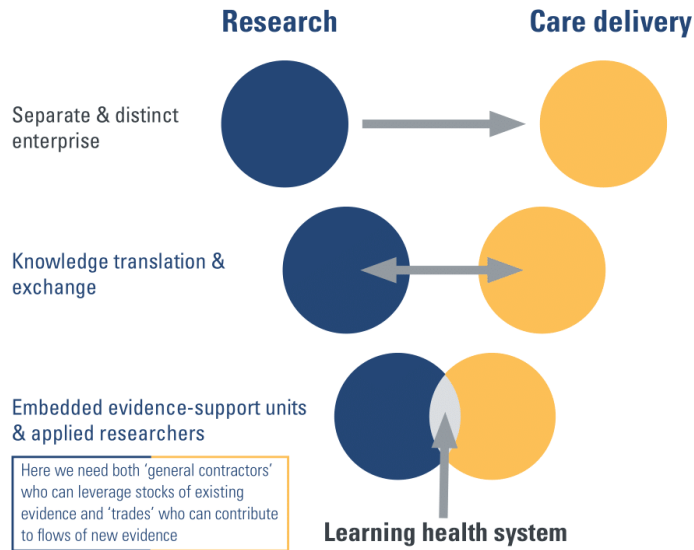 Research
Care delivery
Separate & distinct
enterprise
Knowledge translation &
exchange
Embedded evidence-support units
& applied researchers
Here we need both ‘general contractors’
who can leverage stocks of existing
evidence and ‘trades’ who can contribute
to flows of new evidence
Learning health system